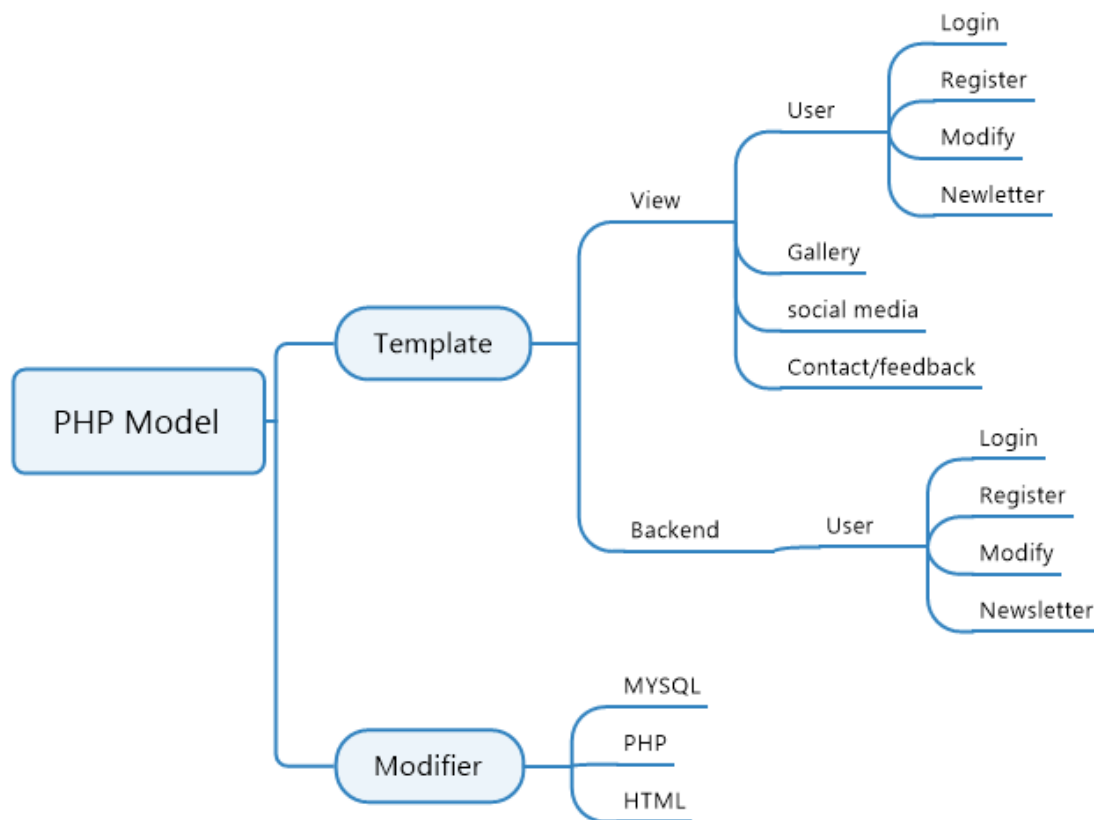 PHP Model
Template
View
User
Login
Register
Modify
Newletter
Gallery
social media
Contact/feedback
Backend
User
Login
Register
Modify
Newsletter
Modifier
MYSQL
PHP
HTML